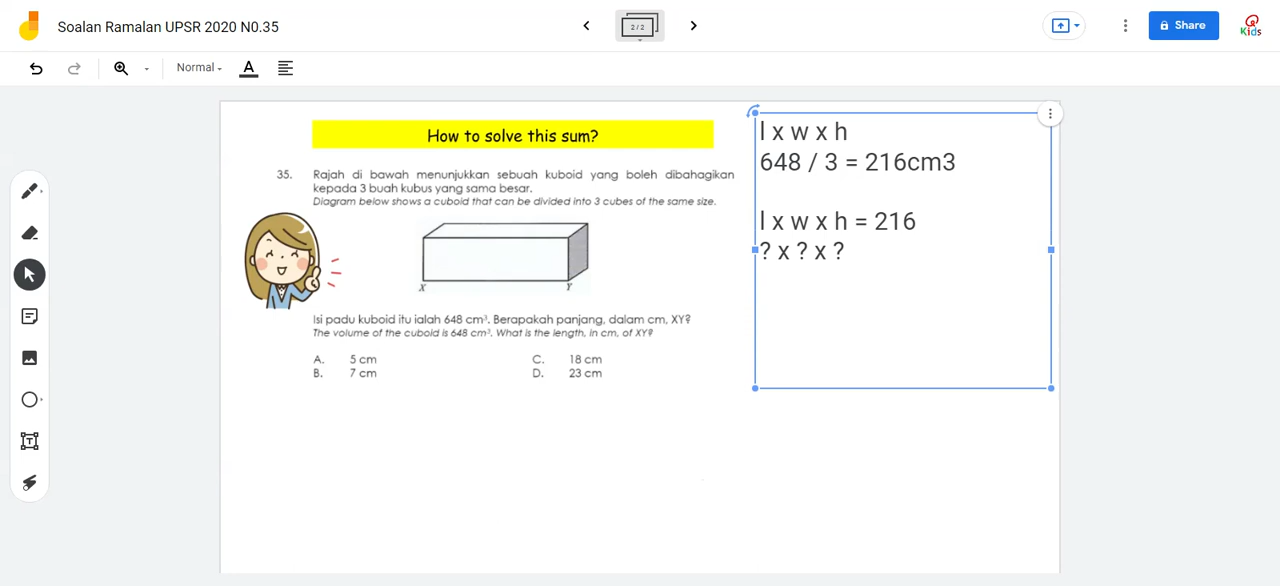 Soalan Ramalan UPSR 2020 N0.35
2/2
Share
Kids
Normal
A
How to solve this sum?
35. Rajah di bawah menunjukkan sebuah kuboid yang boleh dibahagikan
kepada 3 buah kubus yang sama besar.
Diagram below shows a cuboid that can be divided into 3 cubes of the same size.
X Y
Isi padu kuboid itu ialah 648 cm³. Berapakah panjang, dalam cm, XY?
The volume of the cuboid is 648 cm³. What is the length, in cm, of XY?
A. 5 cm C. 18 cm
B. 7 cm D. 23 cm
l x w x h
648 / 3 = 216cm3
l x w x h = 216
? x ? x ?
T